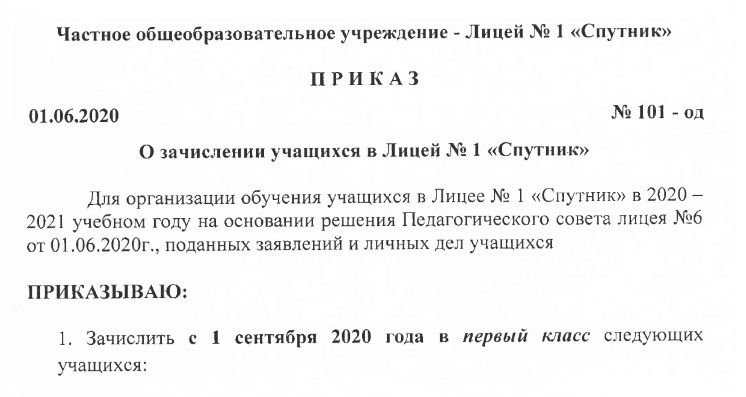 Частное общеобразовательное учреждение - Лицей № 1 «Спутник»
П Р И К А З
01.06.2020 № 101 - од
О зачислении учащихся в Лицей № 1 «Спутник»
Для организации обучения учащихся в Лицее № 1 «Спутник» в 2020 –
2021 учебном году на основании решения Педагогического совета лицея №6
от 01.06.2020г., поданных заявлений и личных дел учащихся
ПРИКАЗЫВАЮ:
1. Зачислить с 1 сентября 2020 года в первый класс следующих
учащихся: